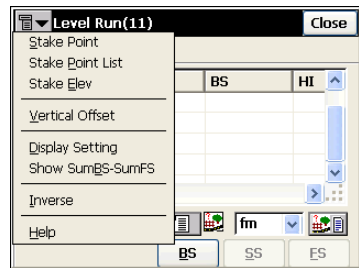 Level Run(11)
Close
Stake Point
Stake Point List
Stake Elev
Vertical Offset
Display Setting
Show SumBS-SumFS
Inverse
Help
BS
HI
fm
BS
SS
FS